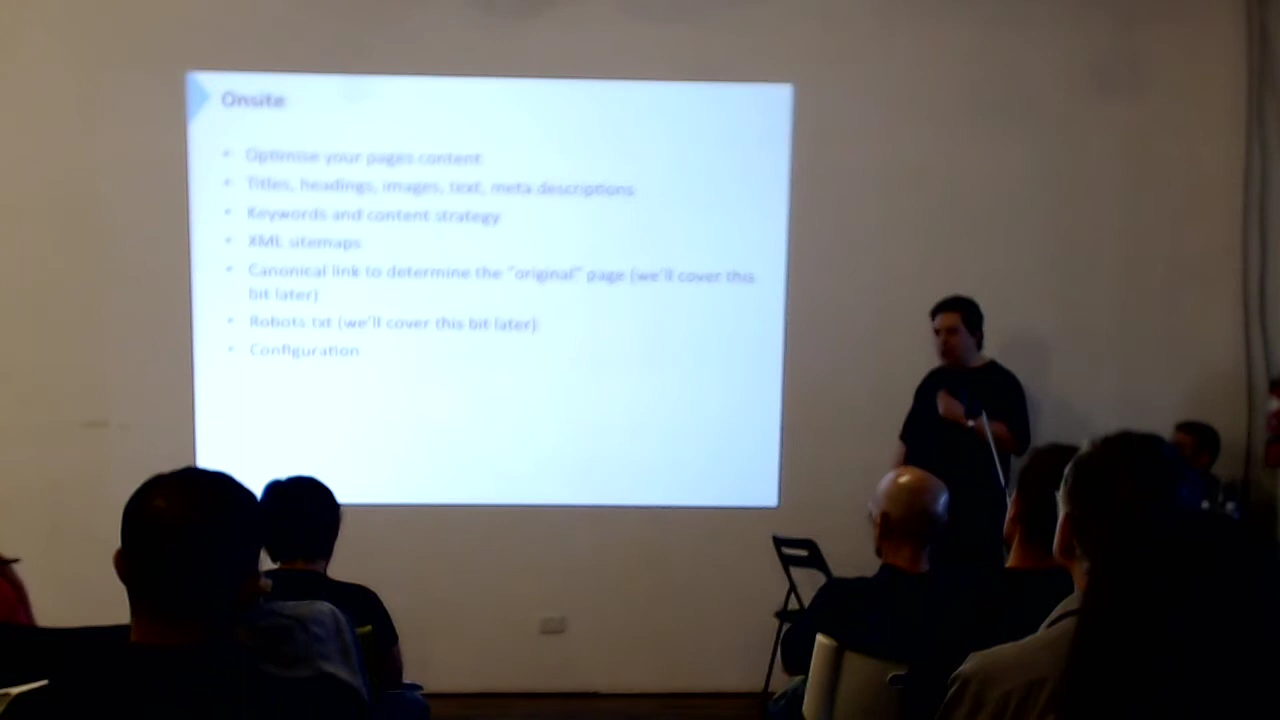 Onsite
• Optimise your pages content
• Titles, headings, images, text, meta descriptions
• Keywords and content strategy
• XML sitemaps
• Canonical link to determine the "original" page (we'll cover this
bit later)
• Robots.txt (we'll cover this bit later)
• Configuration